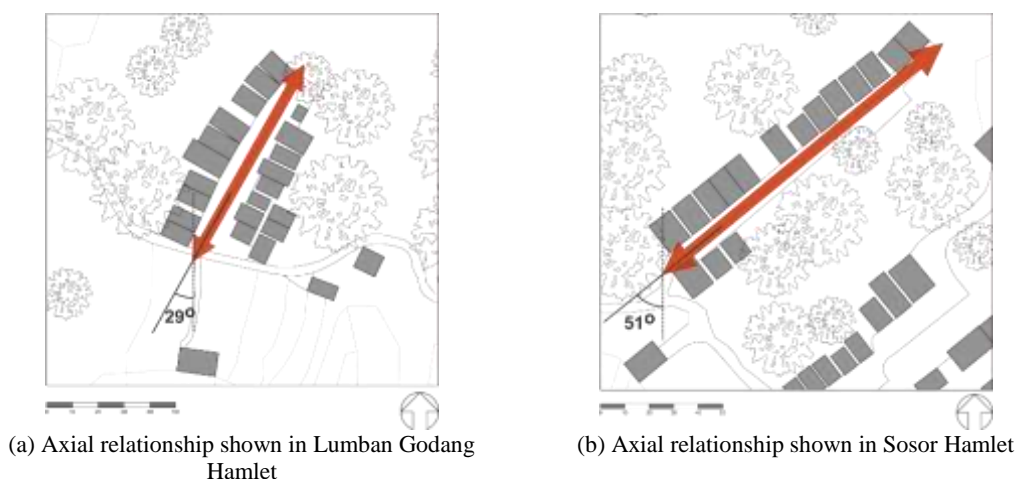 29°
51°
(a) Axial relationship shown in Lumban Godang
Hamlet
(b) Axial relationship shown in Sosor Hamlet